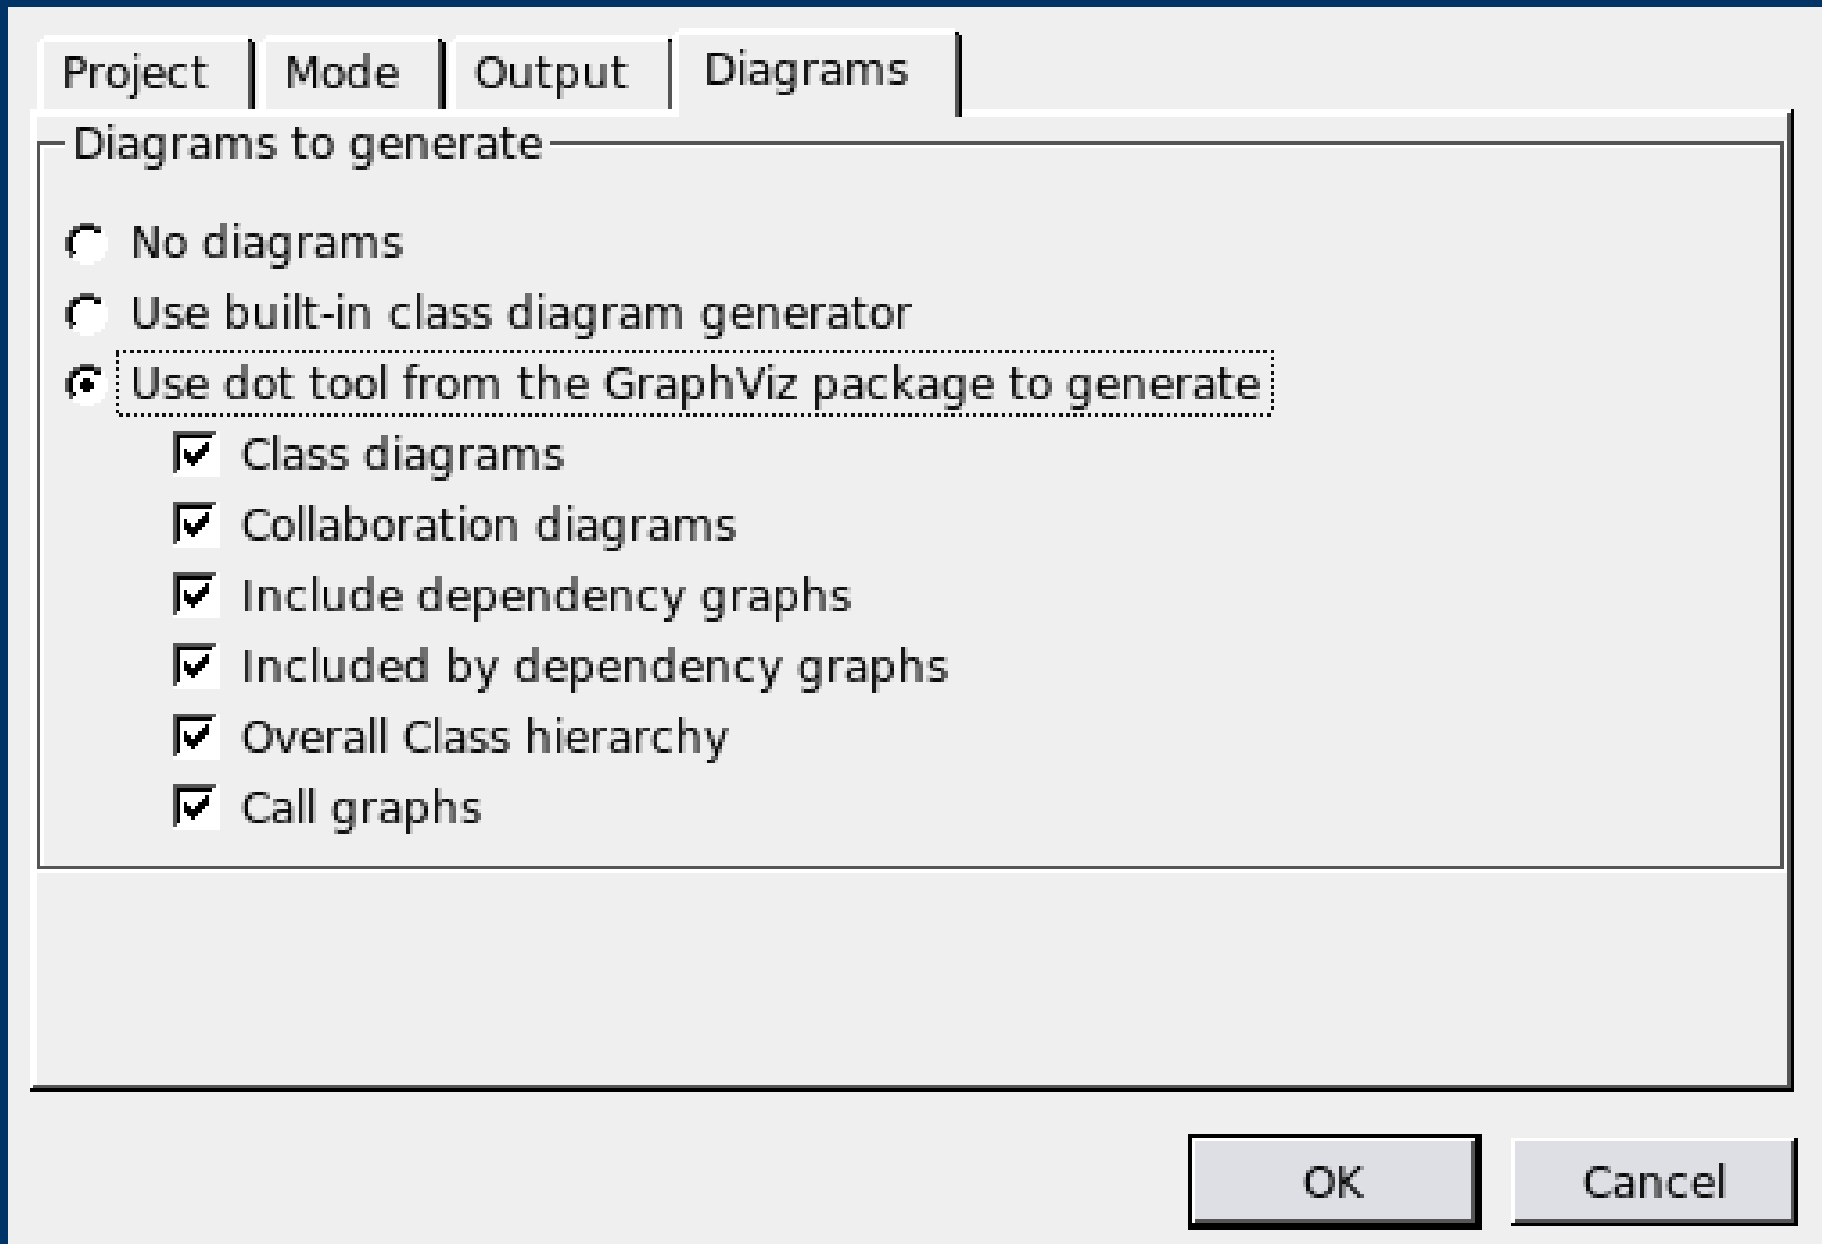 Project Mode Output Diagrams
Diagrams to generate
No diagrams
Use built-in class diagram generator
Use dot tool from the GraphViz package to generate
Class diagrams
Collaboration diagrams
Include dependency graphs
Included by dependency graphs
Overall Class hierarchy
Call graphs
OK Cancel